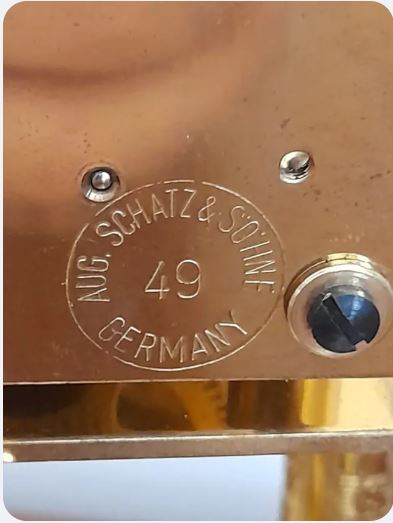 AUG. SCHATZ & SÖHNE
49
GERMANY